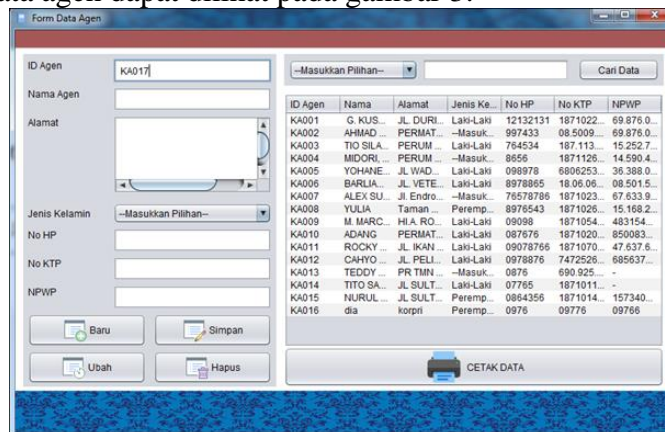 ata agen dapat dilihat pada gambar 5.
Form Data Agen
ID Agen
KA017
Nama Agen
Alamat
Jenis Kelamin
--Masukkan Pilihan--
No HP
No KTP
NPWP
Baru
Simpan
Ubah
Hapus
--Masukkan Pilihan--
Cari Data
ID Agen Nama Alamat Jenis Ke... No HP No KTP NPWP
KA001 G. KUS... JL. DURI... Laki-Laki 12132131 1871022... 69.876.0...
KA002 AHMAD ... PERMAT... --Masuk... 997433 08.5009... 69.876.0...
KA003 TIO SILA... PERUM ... Laki-Laki 764534 187.113.... 15.252.7...
KA004 MIDORI, ... PERUM ... --Masuk... 8656 1871126... 14.590.4...
KA005 YOHANE... JL WAD... Laki-Laki 098978 6806253... 36.388.0...
KA006 BARLIA... JL. VETE... Laki-Laki 8978865 18.06.06... 08.501.5...
KA007 ALEX SU... Jl. Endro... --Masuk... 76578786 1871023... 67.633.9...
KA008 YULIA Taman ... Peremp... 8976543 1871026... 15.168.2...
KA009 M. MARC... HI.A. RO... Laki-Laki 09098 1871054... 483154...
KA010 ADANG PERMAT... Laki-Laki 087676 1871020... 850083...
KA011 ROCKY ... JL. IKAN ... Laki-Laki 09078766 1871070... 47.637.6...
KA012 CAHYO ... JL. PELI... Laki-Laki 0978876 7472526... 685637...
KA013 TEDDY ... PR TMN ... --Masuk... 0876 690.925.... -
KA014 TITO SA... JL SULT... Laki-Laki 07765 1871011... -
KA015 NURUL ... JL SULT... Peremp... 0864356 1871014... 157340...
KA016 dia korpri Peremp... 0976 09776 09766
CETAK DATA